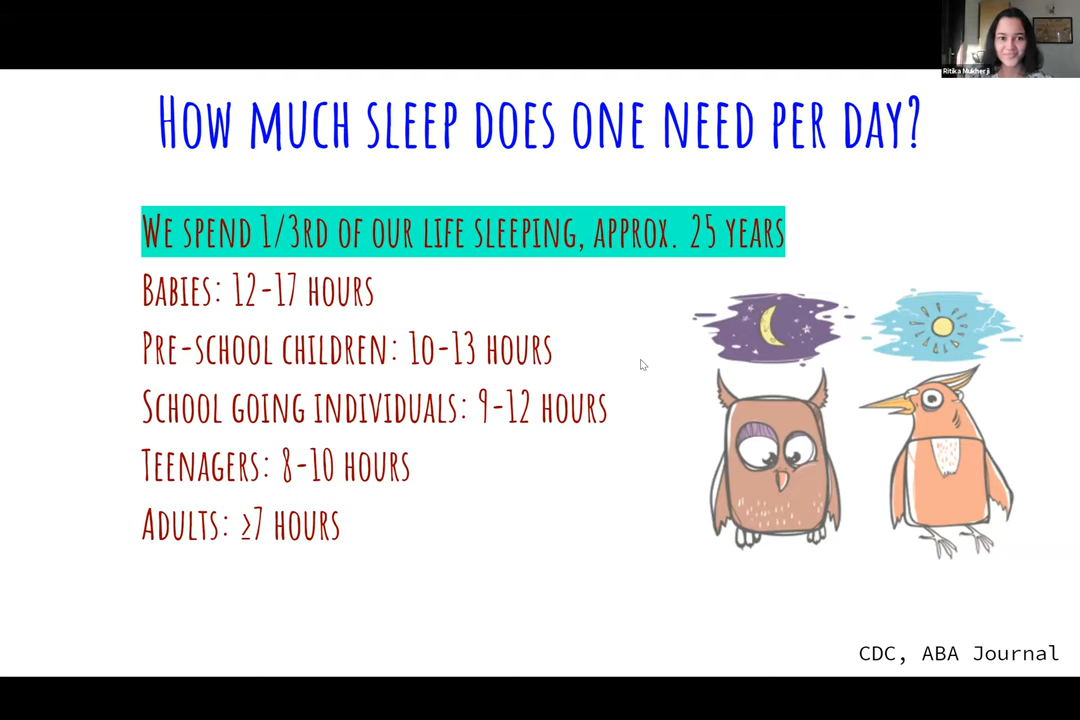 Ritika Mukherji
HOW MUCH SLEEP DOES ONE NEED PER DAY?
WE SPEND 1/3RD OF OUR LIFE SLEEPING, APPROX. 25 YEARS
BABIES: 12-17 HOURS
PRE-SCHOOL CHILDREN: 10-13 HOURS
SCHOOL GOING INDIVIDUALS: 9-12 HOURS
TEENAGERS: 8-10 HOURS
ADULTS: ≥7 HOURS
CDC, ABA Journal